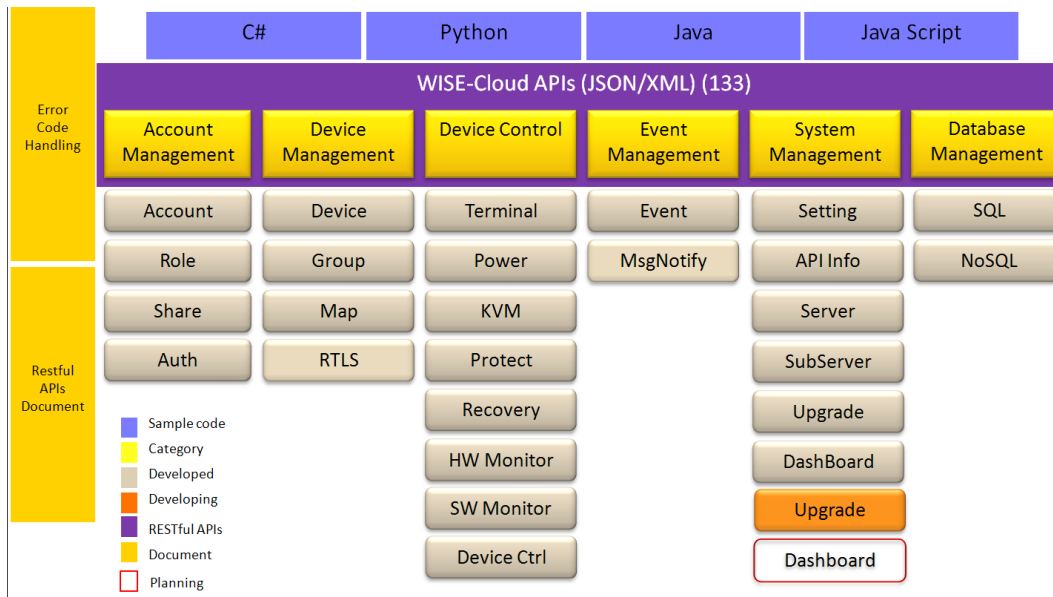 C#
Python
Java
Java Script
WISE-Cloud APIs (JSON/XML) (133)
Error
Code
Handling
Account
Management
Device
Management
Device Control
Event
Management
System
Management
Database
Management
Account
Device
Terminal
Event
Setting
SQL
Role
Group
Power
MsgNotify
API Info
NoSQL
Share
Map
KVM
Server
Auth
RTLS
Protect
SubServer
Restful
APIs
Document
Recovery
Upgrade
HW Monitor
DashBoard
SW Monitor
Upgrade
Device Ctrl
Dashboard
Sample code
Category
Developed
Developing
RESTful APIs
Document
Planning